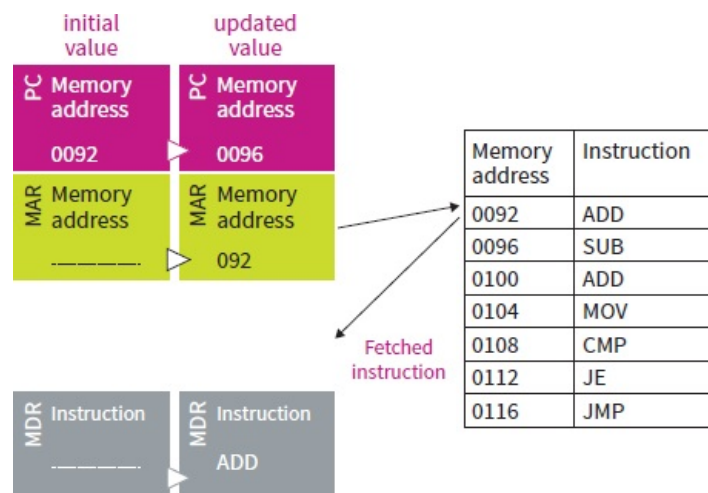 initial value
updated value
PC Memory address
0092
PC Memory address
0096
MAR Memory address
MAR Memory address
092
Memory address Instruction
0092 ADD
0096 SUB
0100 ADD
0104 MOV
0108 CMP
0112 JE
0116 JMP
Fetched instruction
MDR Instruction
MDR Instruction
ADD